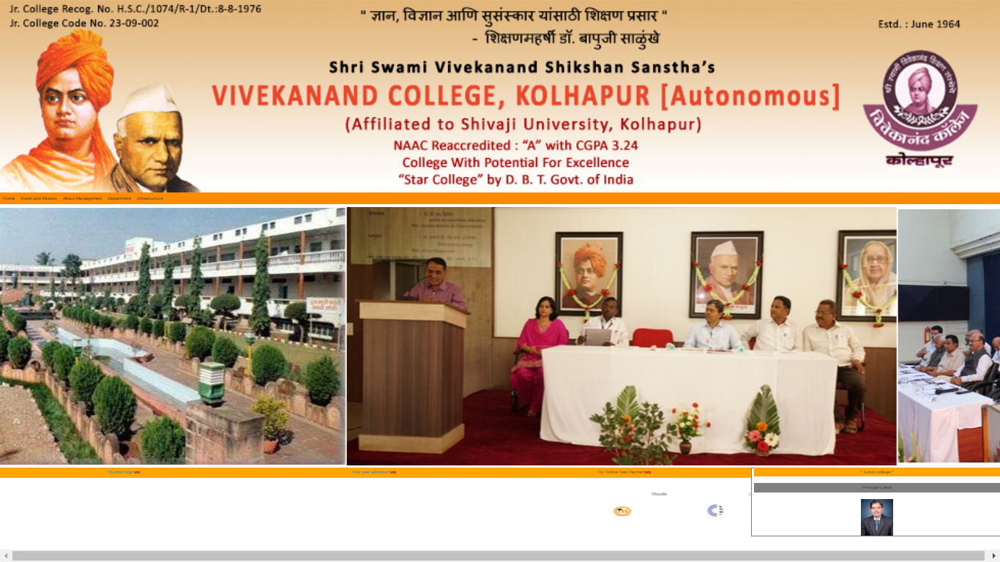 Jr. College Recog. No. H.S.C./1074/R-1/Dt.:8-8-1976
Jr. College Code No. 23-09-002
" ज्ञान, विज्ञान आणि सुसंस्कार यांसाठी शिक्षण प्रसार "
- शिक्षणमहर्षी डॉ. बापुजी साळुंखे
Estd. : June 1964
Shri Swami Vivekanand Shikshan Sanstha’s
VIVEKANAND COLLEGE, KOLHAPUR [Autonomous]
(Affiliated to Shivaji University, Kolhapur)
NAAC Reaccredited : “A” with CGPA 3.24
College With Potential For Excellence
“Star College” by D. B. T. Govt. of India
श्री स्वामी विवेकानंद शिक्षण संस्थेचे
विवेकानंद कॉलेज
कोल्हापूर
Home Vision and Mission About Management Department Infrastructure
Student login
First year admission
For Online Fees Payment
* Junior college *
Principal's desk
Moodle